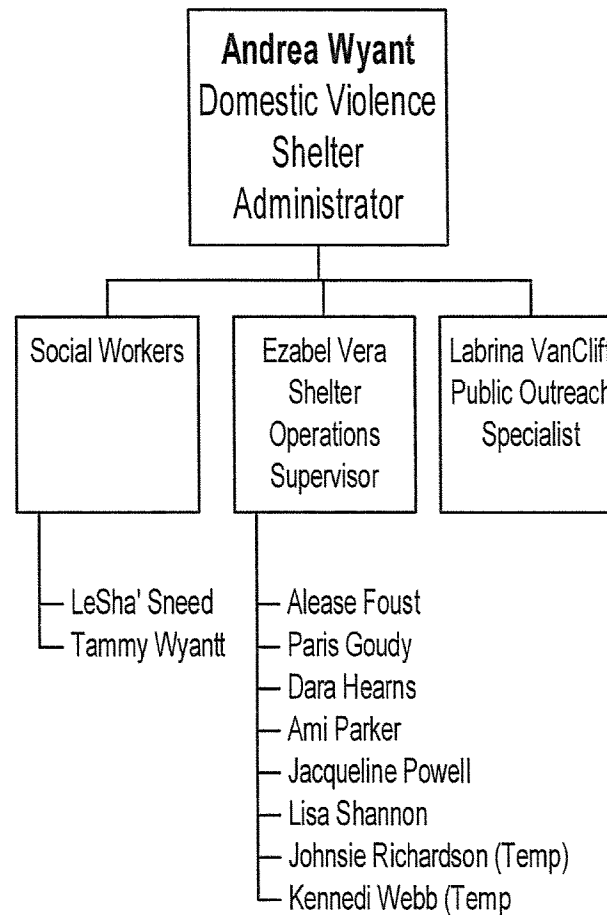 Andrea Wyant
Domestic Violence
Shelter
Administrator
Social Workers
Ezabel Vera
Shelter
Operations
Supervisor
Labrina VanClift
Public Outreach
Specialist
LeSha' Sneed
Tammy Wyantt
Alease Foust
Paris Goudy
Dara Hearns
Ami Parker
Jacqueline Powell
Lisa Shannon
Johnsie Richardson (Temp)
Kennedi Webb (Temp